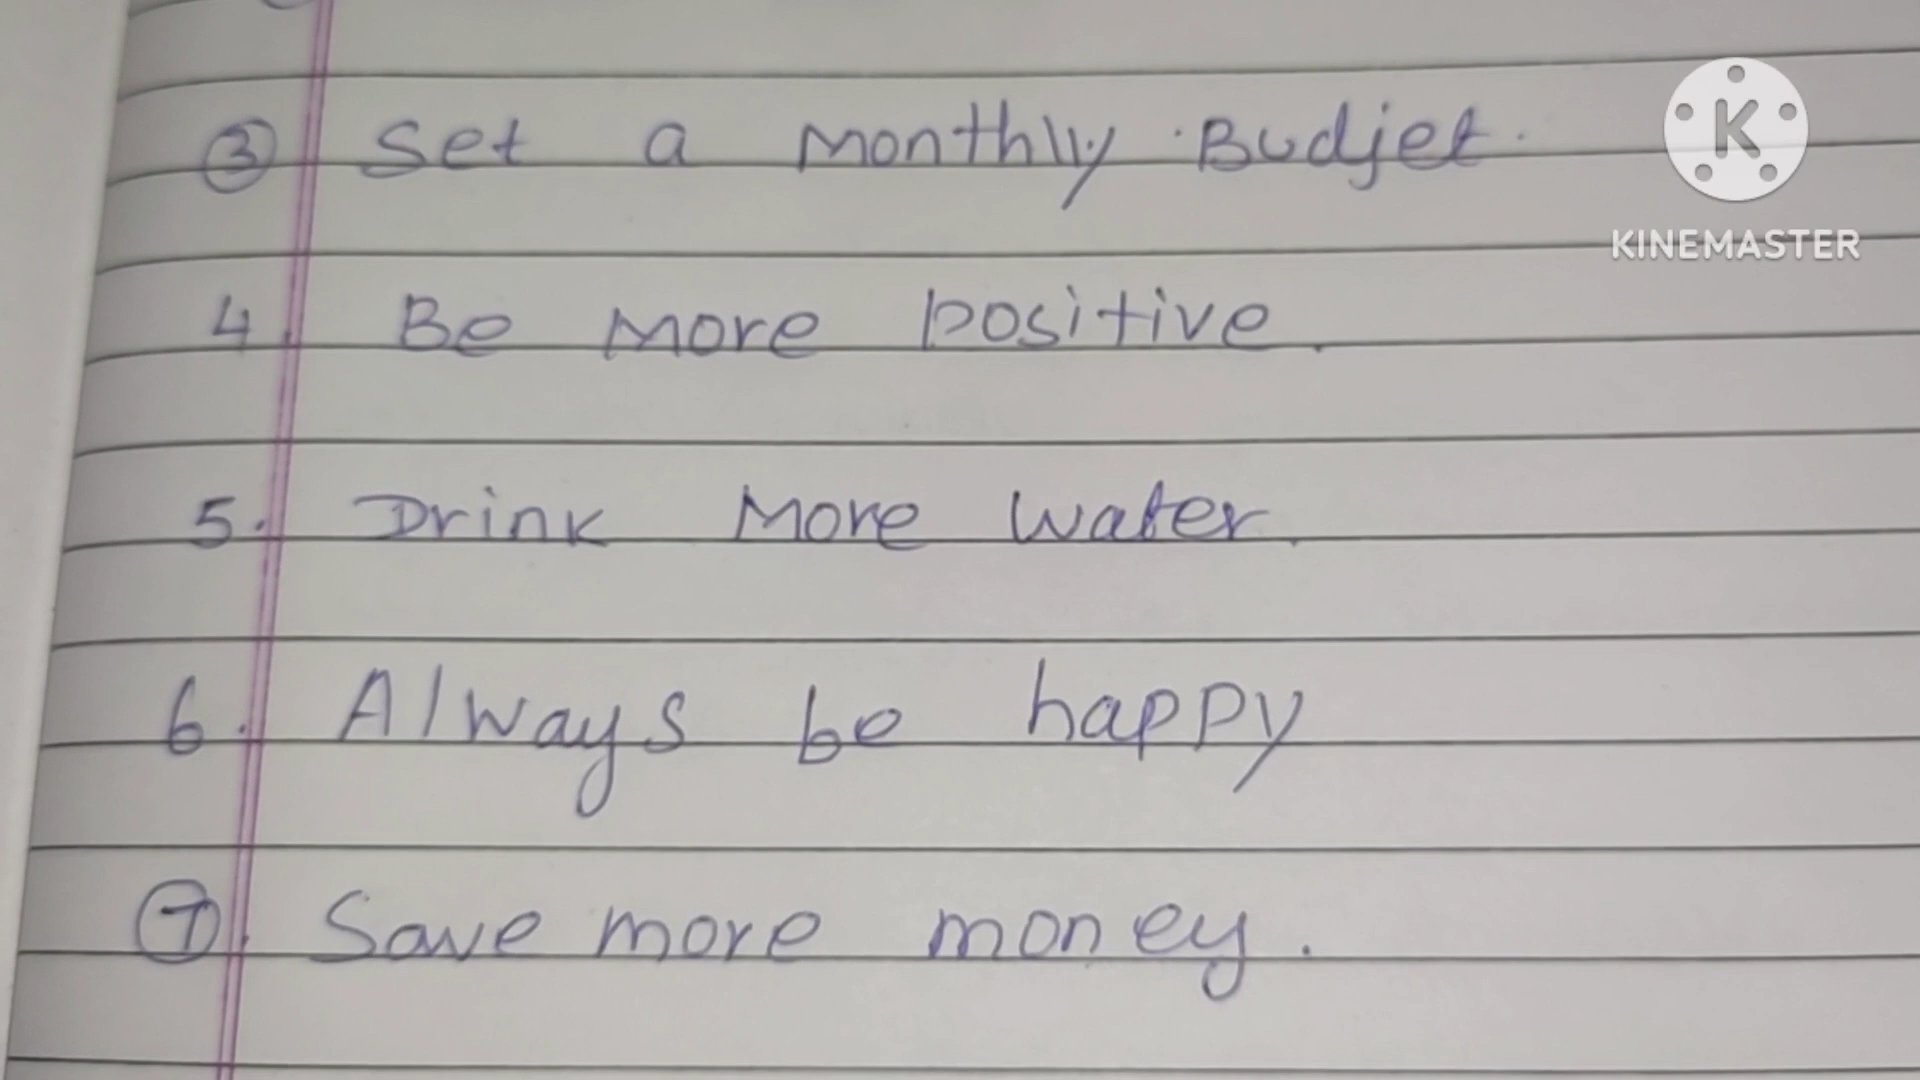 ③ Set a Monthly Budjet.
K
KINEMASTER
4. Be More positive.
5. Drink More Water.
6. Always be happy
⑦. Save more money.